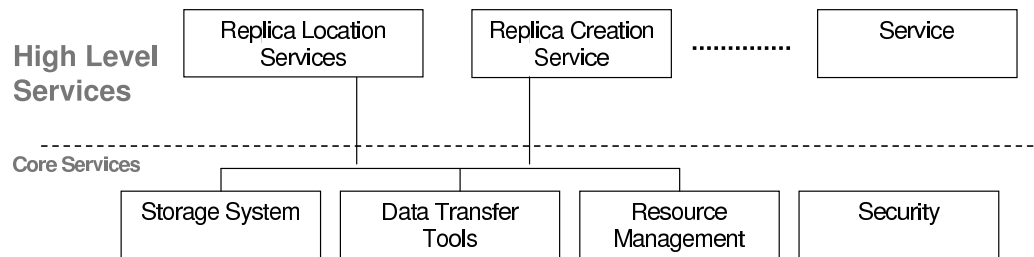 High Level
Services
Replica Location
Services
Replica Creation
Service
Service
Core Services
Storage System
Data Transfer
Tools
Resource
Management
Security